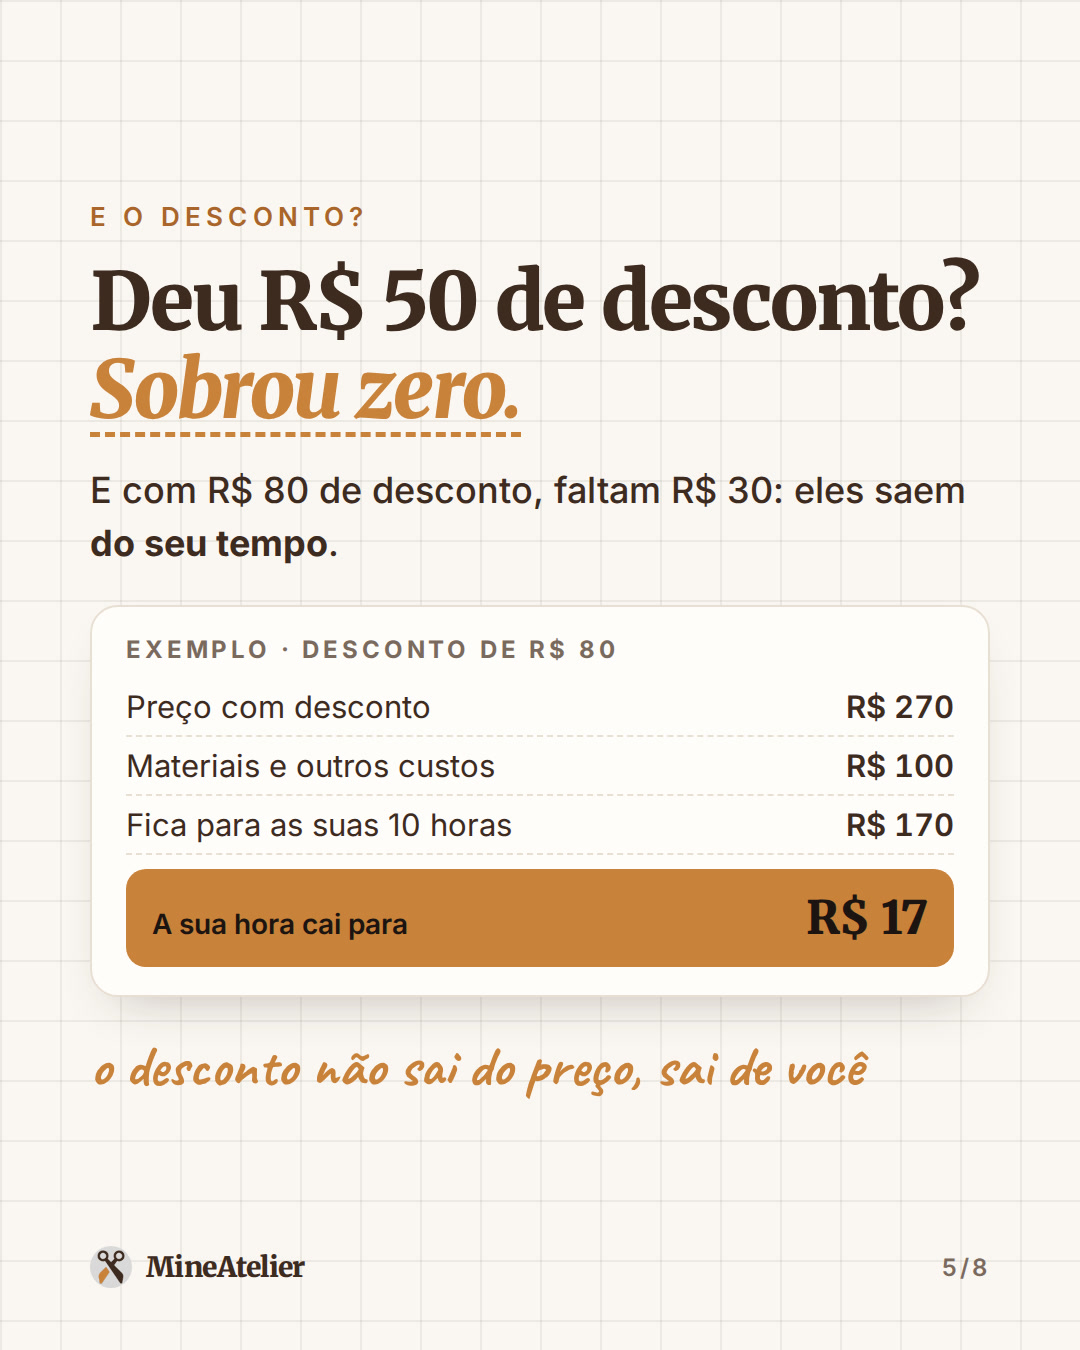 E O DESCONTO?
Deu R$ 50 de desconto?
Sobrou zero.
E com R$ 80 de desconto, faltam R$ 30: eles saem
do seu tempo.
EXEMPLO · DESCONTO DE R$ 80
Preço com desconto R$ 270
Materiais e outros custos R$ 100
Fica para as suas 10 horas R$ 170
A sua hora cai para R$ 17
o desconto não sai do preço, sai de você
MineAtelier 5/8